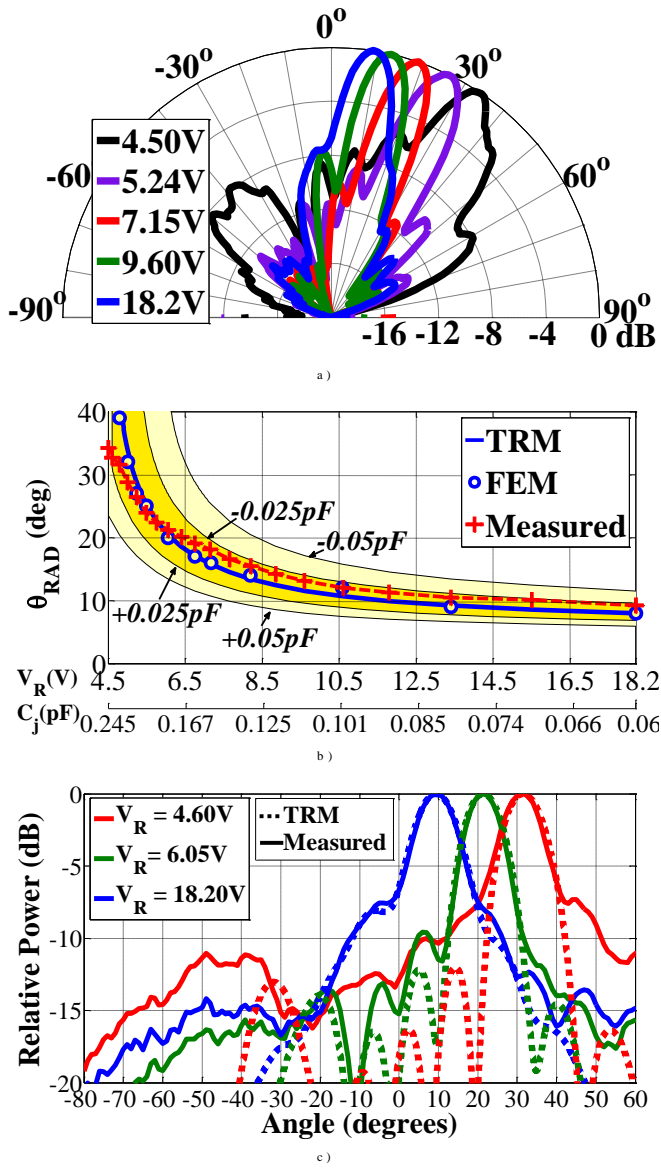 0°
-30° 30°
-60 60°
-90° 90°
4.50V
5.24V
7.15V
9.60V
18.2V
-16 -12 -8 -4 0 dB
a )
θRAD (deg)
40
30
20
10
0
TRM
FEM
Measured
-0.025pF
-0.05pF
+0.025pF
+0.05pF
VR(V)
4.5 6.5 8.5 10.5 12.5 14.5 16.5 18.2
Cj(pF)
0.245 0.167 0.125 0.101 0.085 0.074 0.066 0.06
b )
Relative Power (dB)
0
-5
-10
-15
-20
VR = 4.60V
VR = 6.05V
VR = 18.20V
TRM
Measured
-80 -70 -60 -50 -40 -30 -20 -10 0 10 20 30 40 50 60
Angle (degrees)
c )